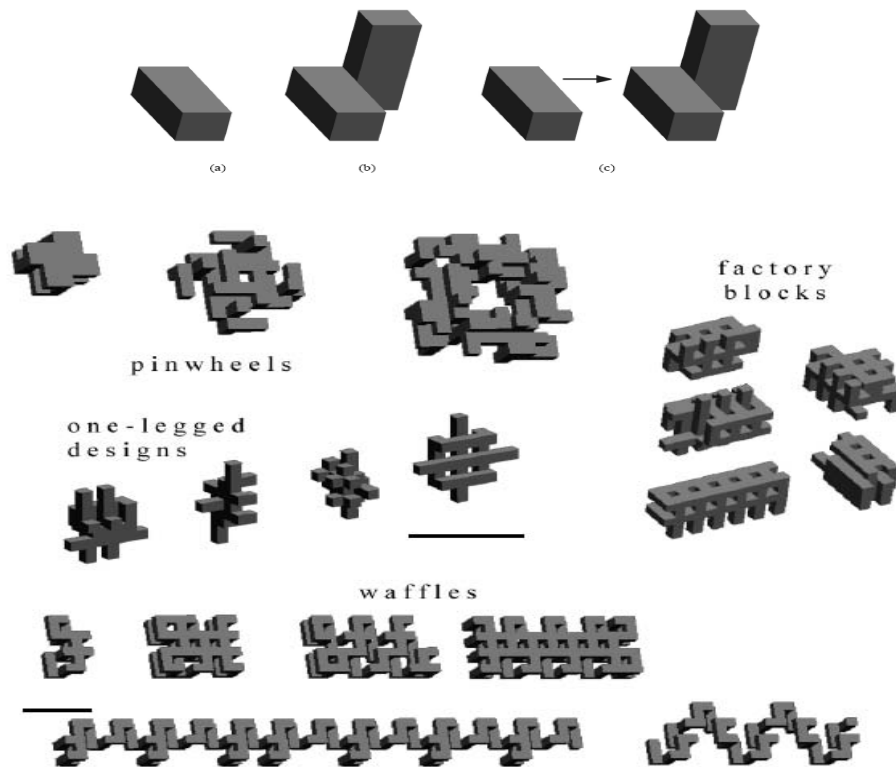 (a)
(b)
(c)
factory
blocks
pinwheels
one-legged
designs
waffles